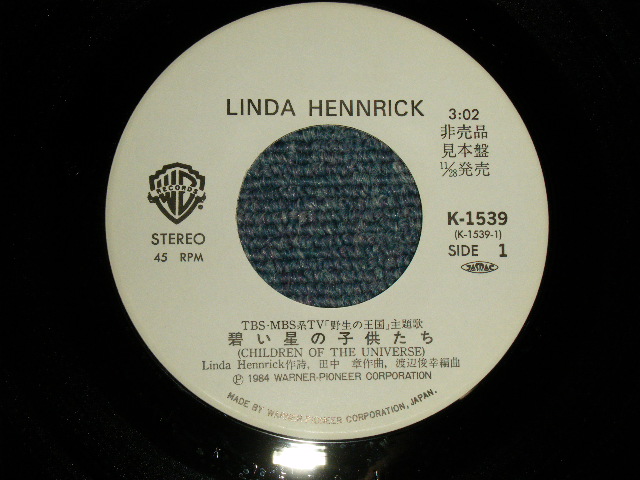 LINDA HENNRICK
3:02
非売品
見本盤
11/28発売
WB
RECORDS
STEREO
45 RPM
K-1539
(K-1539-1)
SIDE 1
JASRAC
TBS-MBS系TV「野生の王国」主題歌
碧い星の子供たち
(CHILDREN OF THE UNIVERSE)
Linda Hennrick作詩, 田中 章作曲, 渡辺俊幸編曲
Ⓟ 1984 WARNER-PIONEER CORPORATION
MADE BY WARNER-PIONEER CORPORATION, JAPAN.